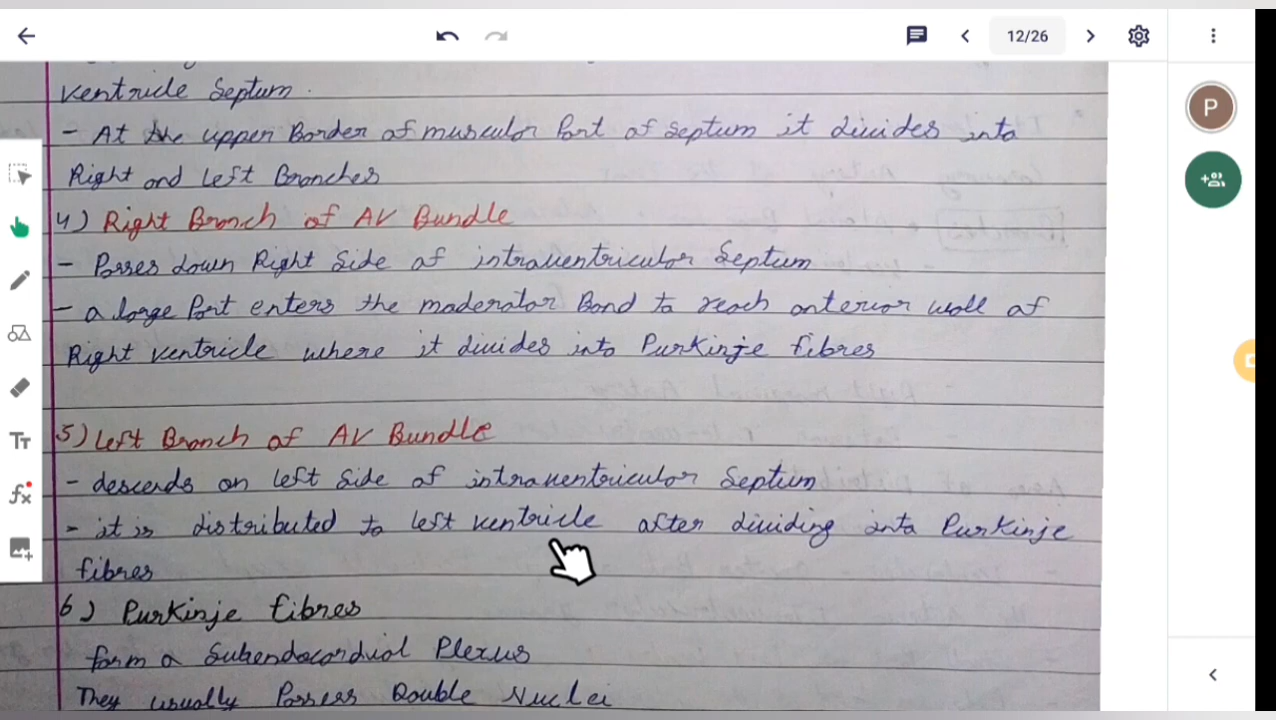 12/26
P
Ventricle Septum.
- At the upper Border of musculor Part of Septum it divides into
Right and Left Branches
4) Right Branch of AV Bundle
- Passes down Right Side of intraventricular Septum
- a large Part enters the moderator Band to reach anterior wall of
Right Ventricle where it divides into Purkinje fibres
5) Left Branch of AV Bundle
- descends on left Side of intraventricular Septum
- it is distributed to left ventricle after dividing into Purkinje
fibres
6) Purkinje fibres
form a Subendocardial Plexus
They usually Possess Double Nuclei
Tт
fx